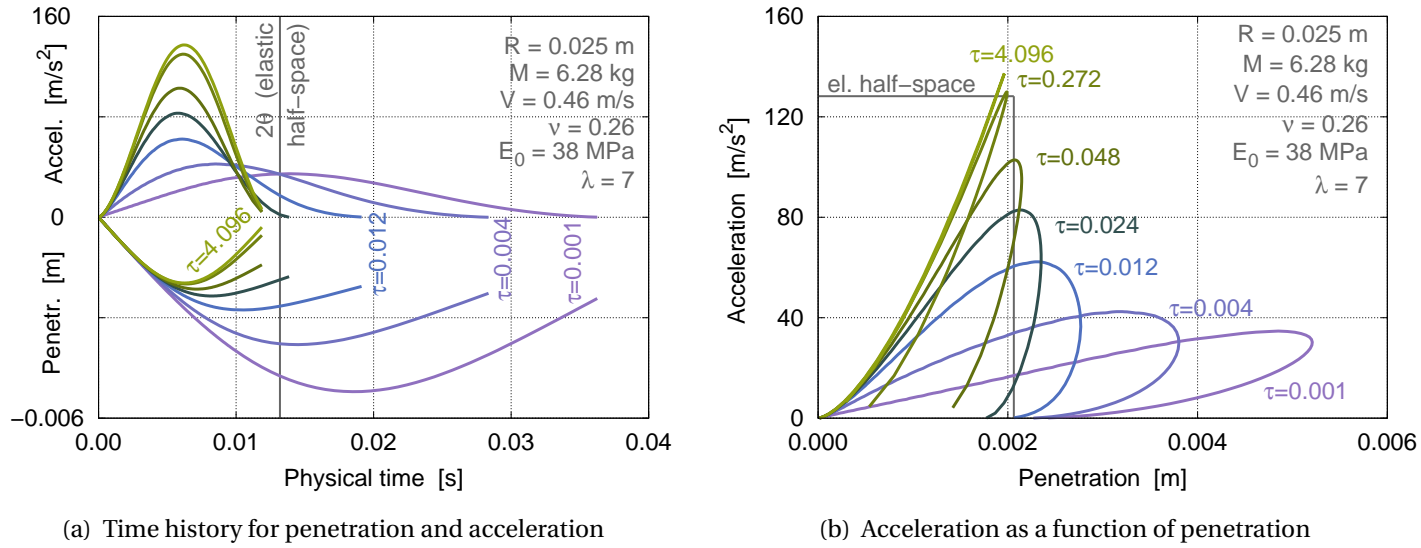 160
Accel. [m/s²]
0
Penetr. [m]
−0.006
2θ (elastic
half−space)
R = 0.025 m
M = 6.28 kg
V = 0.46 m/s
ν = 0.26
E₀ = 38 MPa
λ = 7
τ=4.096
τ=0.012
τ=0.004
τ=0.001
0.00 0.01 0.02 0.03 0.04
Physical time [s]
(a) Time history for penetration and acceleration
160
120
80
40
0
Acceleration [m/s²]
el. half−space
τ=4.096
τ=0.272
τ=0.048
τ=0.024
τ=0.012
τ=0.004
τ=0.001
R = 0.025 m
M = 6.28 kg
V = 0.46 m/s
ν = 0.26
E₀ = 38 MPa
λ = 7
0.000 0.002 0.004 0.006
Penetration [m]
(b) Acceleration as a function of penetration